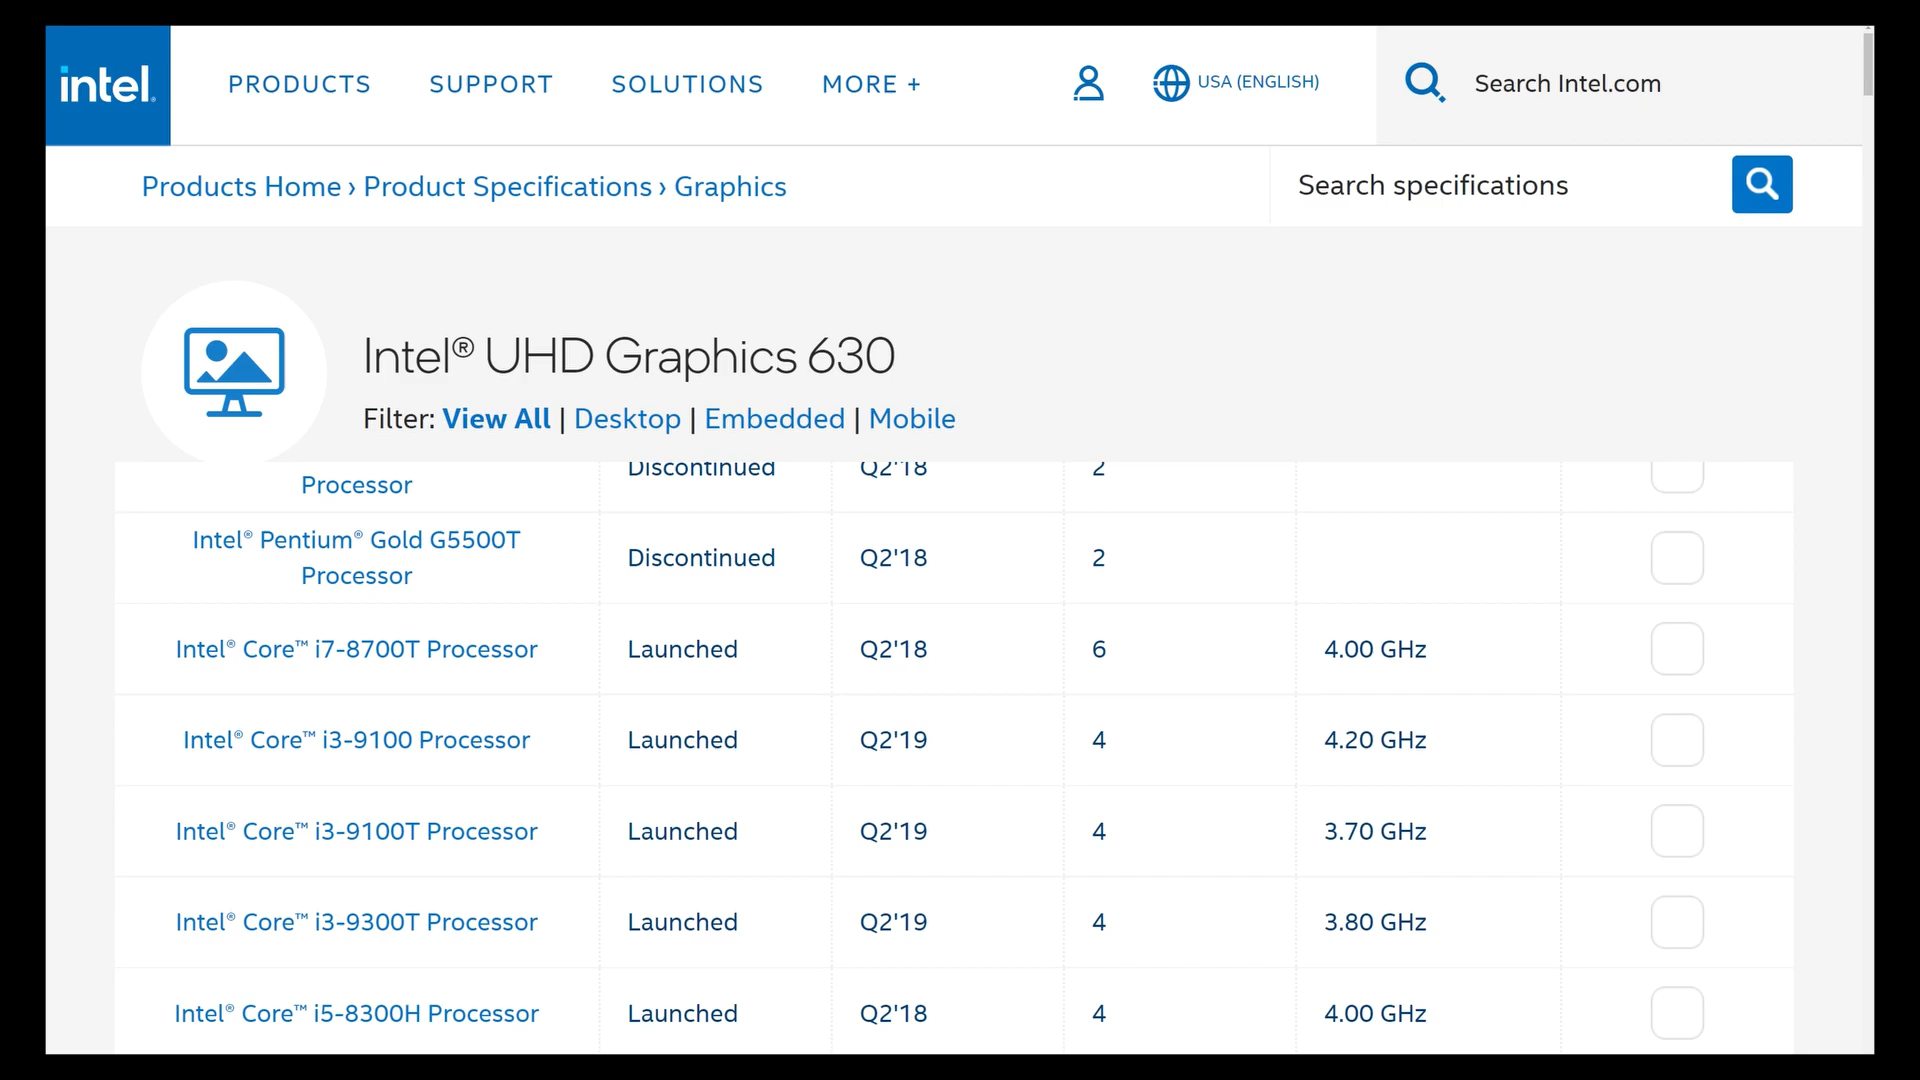 intel.
PRODUCTS SUPPORT SOLUTIONS MORE + USA (ENGLISH) Search Intel.com
Products Home › Product Specifications › Graphics Search specifications
Intel® UHD Graphics 630
Filter: View All | Desktop | Embedded | Mobile
Processor Discontinued Q2'18 2
Intel® Pentium® Gold G5500T
Processor Discontinued Q2'18 2
Intel® Core™ i7-8700T Processor Launched Q2'18 6 4.00 GHz
Intel® Core™ i3-9100 Processor Launched Q2'19 4 4.20 GHz
Intel® Core™ i3-9100T Processor Launched Q2'19 4 3.70 GHz
Intel® Core™ i3-9300T Processor Launched Q2'19 4 3.80 GHz
Intel® Core™ i5-8300H Processor Launched Q2'18 4 4.00 GHz